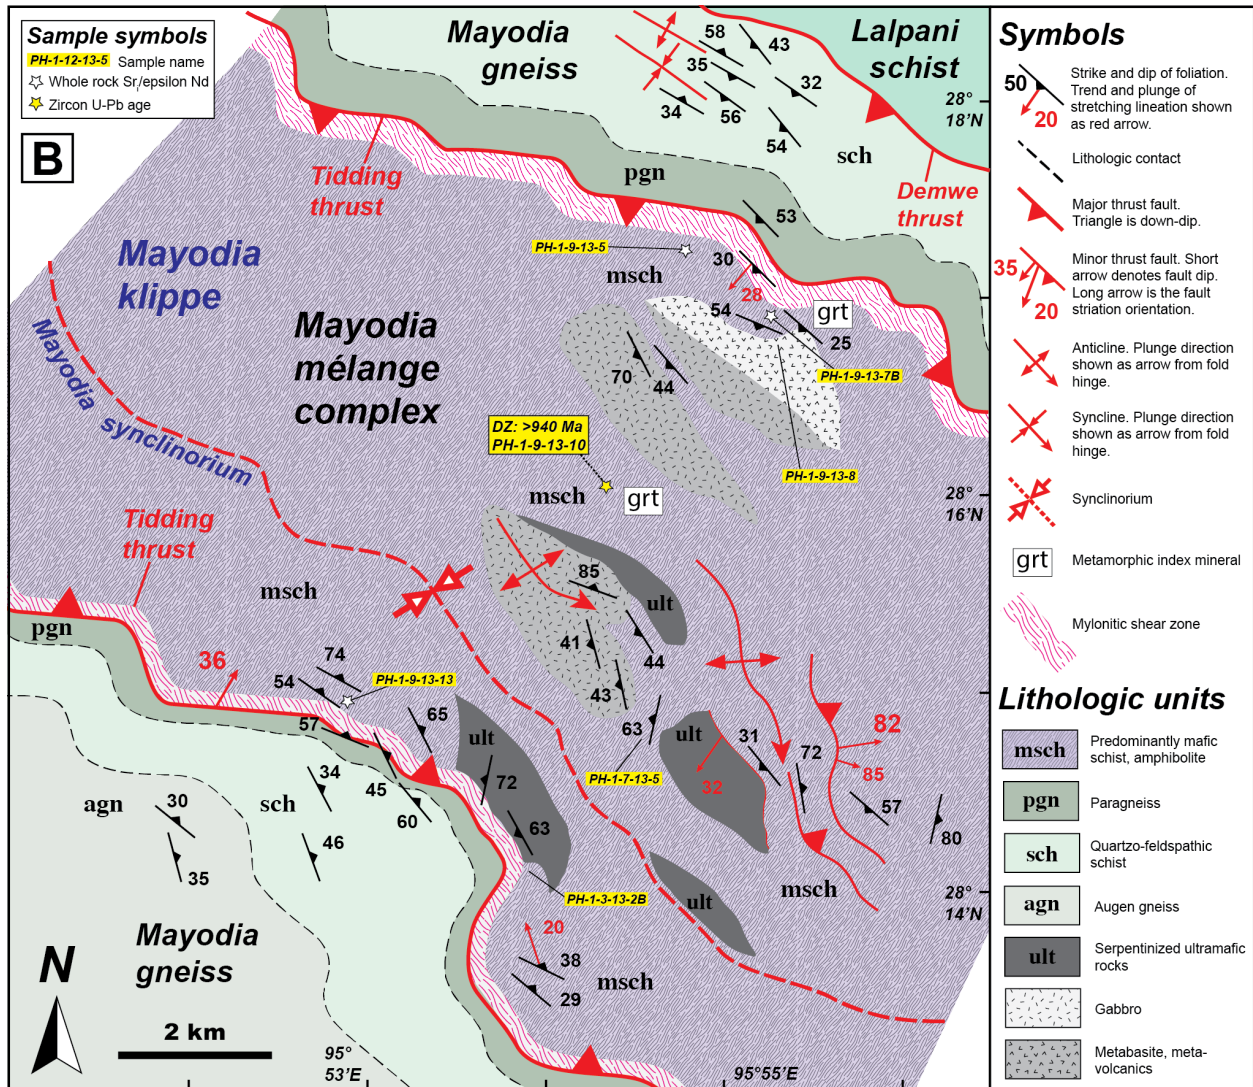 Sample symbols
PH-1-12-13-5 Sample name
Whole rock Sri/epsilon Nd
Zircon U-Pb age
B
Mayodia
gneiss
Lalpani
schist
58
43
35
32
34
56
54
sch
28°
18'N
Tidding
thrust
pgn
Demwe
thrust
53
PH-1-9-13-5
30
msch
28
54
grt
25
Mayodia
klippe
Mayodia synclinorium
Mayodia
mélange
complex
70
44
PH-1-9-13-7B
DZ: >940 Ma
PH-1-9-13-10
PH-1-9-13-8
msch
grt
28°
16'N
Tidding
thrust
msch
85
ult
pgn
41
44
36
74
54
PH-1-9-13-13
43
57
65
63
ult
ult
31
72
82
85
PH-1-7-13-5
32
34
45
72
agn
30
sch
60
63
57
80
46
35
PH-1-3-13-2B
ult
msch
28°
14'N
20
Mayodia
gneiss
38
msch
29
N
2 km
95°
53'E
95°55'E
Symbols
50
20
Strike and dip of foliation.
Trend and plunge of
stretching lineation shown
as red arrow.
Lithologic contact
Major thrust fault.
Triangle is down-dip.
35
20
Minor thrust fault. Short
arrow denotes fault dip.
Long arrow is the fault
striation orientation.
Anticline. Plunge direction
shown as arrow from fold
hinge.
Syncline. Plunge direction
shown as arrow from fold
hinge.
Synclinorium
grt Metamorphic index mineral
Mylonitic shear zone
Lithologic units
msch Predominantly mafic
schist, amphibolite
pgn Paragneiss
sch Quartzo-feldspathic
schist
agn Augen gneiss
ult Serpentinized ultramafic
rocks
Gabbro
Metabasite, meta-
volcanics